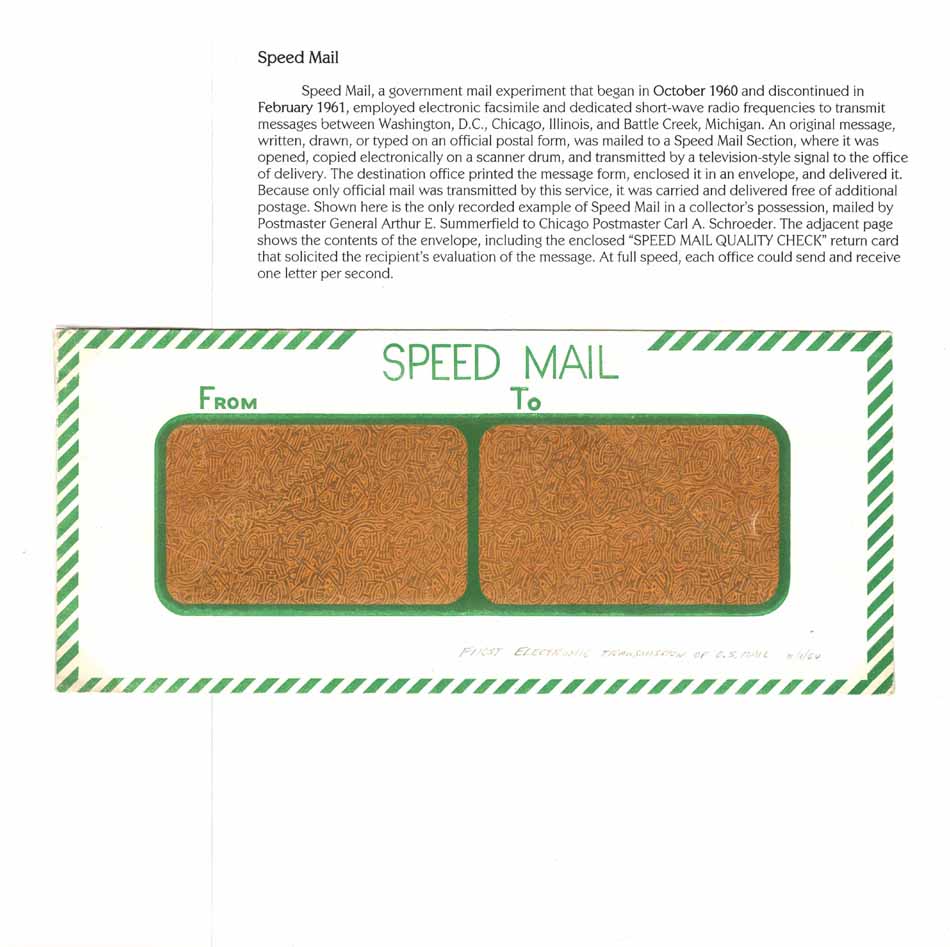 Speed Mail
Speed Mail, a government mail experiment that began in October 1960 and discontinued in
February 1961, employed electronic facsimile and dedicated short-wave radio frequencies to transmit
messages between Washington, D.C., Chicago, Illinois, and Battle Creek, Michigan. An original message,
written, drawn, or typed on an official postal form, was mailed to a Speed Mail Section, where it was
opened, copied electronically on a scanner drum, and transmitted by a television-style signal to the office
of delivery. The destination office printed the message form, enclosed it in an envelope, and delivered it.
Because only official mail was transmitted by this service, it was carried and delivered free of additional
postage. Shown here is the only recorded example of Speed Mail in a collector's possession, mailed by
Postmaster General Arthur E. Summerfield to Chicago Postmaster Carl A. Schroeder. The adjacent page
shows the contents of the envelope, including the enclosed "SPEED MAIL QUALITY CHECK" return card
that solicited the recipient's evaluation of the message. At full speed, each office could send and receive
one letter per second.
SPEED MAIL
FROM TO
FIRST ELECTRONIC TRANSMISSION OF U.S. MAIL